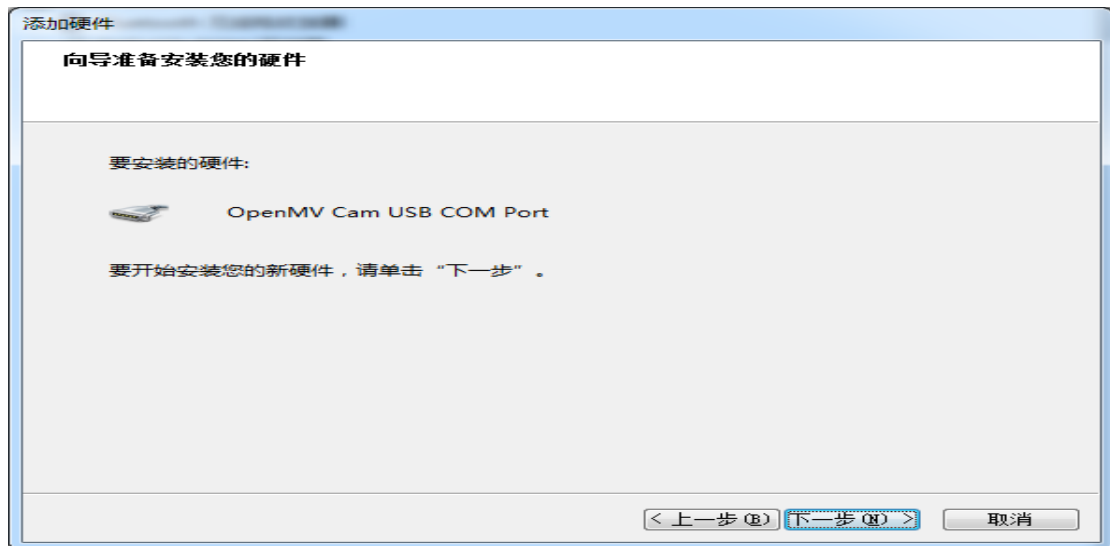 添加硬件
向导准备安装您的硬件
要安装的硬件:
OpenMV Cam USB COM Port
要开始安装您的新硬件，请单击“下一步”。
< 上一步(B) 下一步(N) > 取消